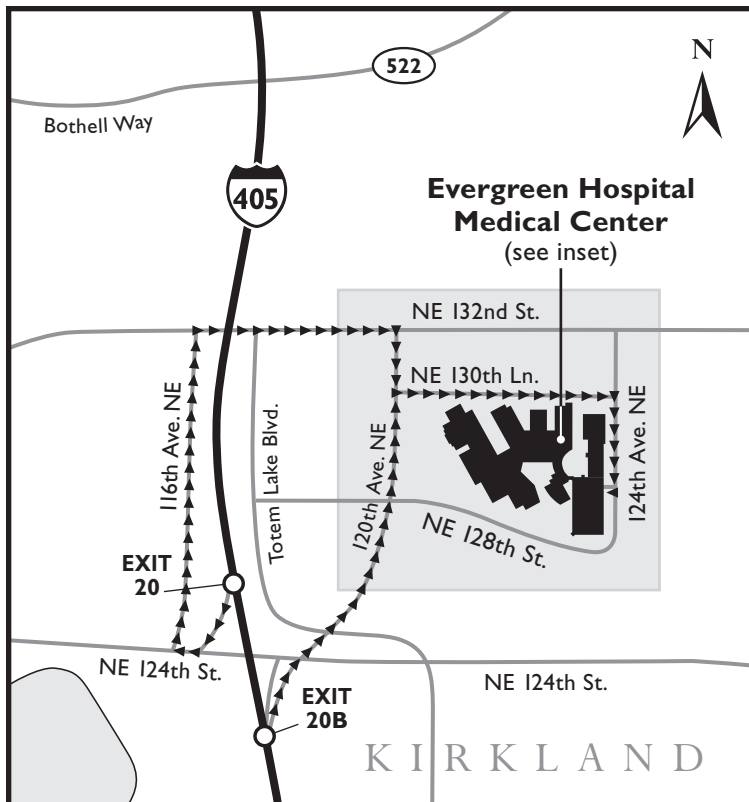 522
Bothell Way
N
405
Evergreen Hospital
Medical Center
(see inset)
NE 132nd St.
NE 130th Ln.
116th Ave. NE
Totem Lake Blvd.
120th Ave. NE
124th Ave. NE
NE 128th St.
EXIT
20
NE 124th St.
NE 124th St.
EXIT
20B
KIRKLAND